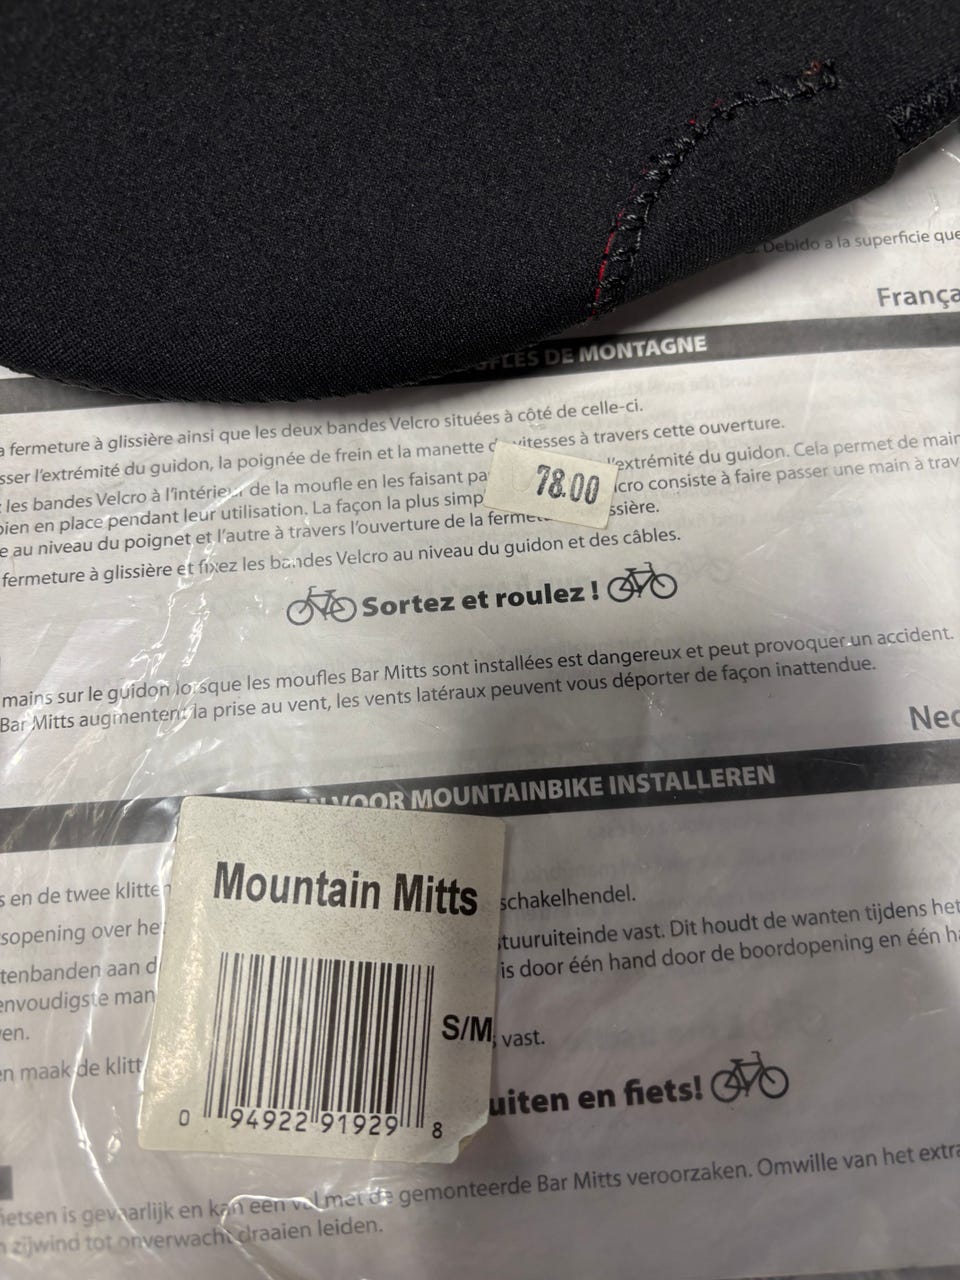 Debido a la superficie que
França
DE MONTAGNE
fermeture à glissière ainsi que les deux bandes Velcro situées à côté de celle-ci.
sser l'extrémité du guidon, la poignée de frein et la manette vitesses à travers cette ouverture.
les bandes Velcro à l'intérieur de la moufle en les faisant pa l'extrémité du guidon. Cela permet de main
bien en place pendant leur utilisation. La façon la plus simp cro consiste à faire passer une main à trav
e au niveau du poignet et l'autre à travers l'ouverture de la ferme ssière.
fermeture à glissière et fixez les bandes Velcro au niveau du guidon et des câbles.
78.00
Sortez et roulez !
mains sur le guidon lorsque les moufles Bar Mitts sont installées est dangereux et peut provoquer un accident.
Bar Mitts augmentent la prise au vent, les vents latéraux peuvent vous déporter de façon inattendue.
Ned
VOOR MOUNTAINBIKE INSTALLEREN
s en de twee klitten schakelhendel.
sopening over he tuuruiteinde vast. Dit houdt de wanten tijdens het
tenbanden aan d is door één hand door de boordopening en één ha
envoudigste man
ven.
en maak de klitt vast.
uiten en fiets!
Mountain Mitts
S/M
0 94922 91929 8
fietsen is gevaarlijk en kan een val met de gemonteerde Bar Mitts veroorzaken. Omwille van het extra
zijwind tot onverwacht draaien leiden.